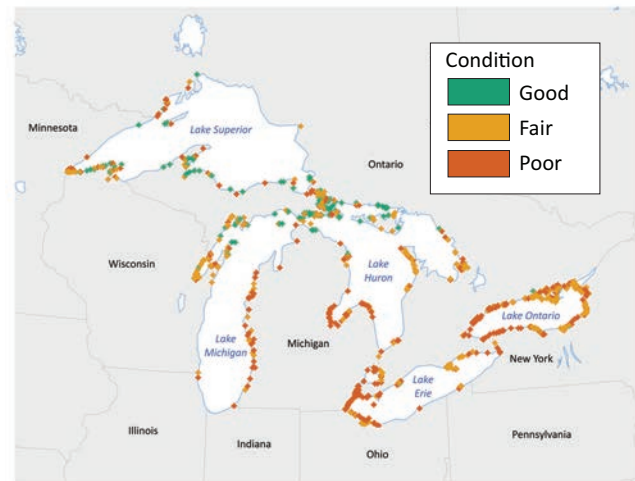 Condition
Good
Fair
Poor
Minnesota
Lake Superior
Ontario
Wisconsin
Lake
Huron
Lake Ontario
Lake
Michigan
Michigan
New York
Lake
Erie
Illinois
Indiana
Ohio
Pennsylvania